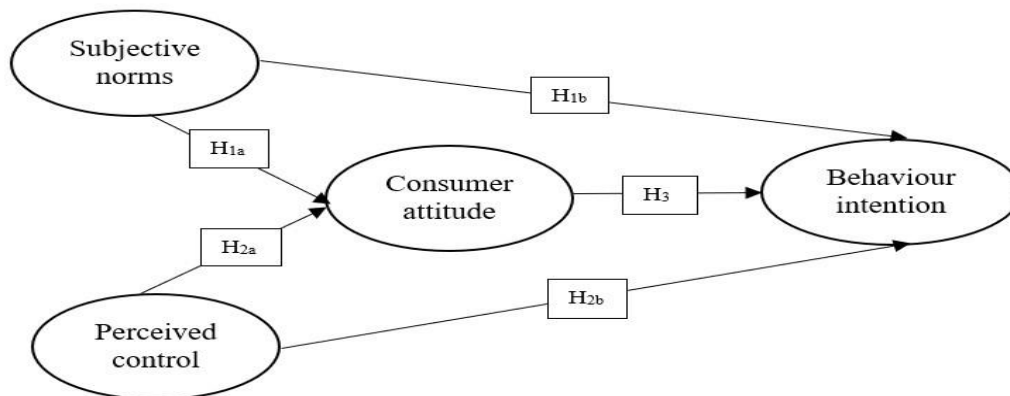 Subjective
norms
H1b
H1a
Consumer
attitude
H3
Behaviour
intention
H2a
H2b
Perceived
control